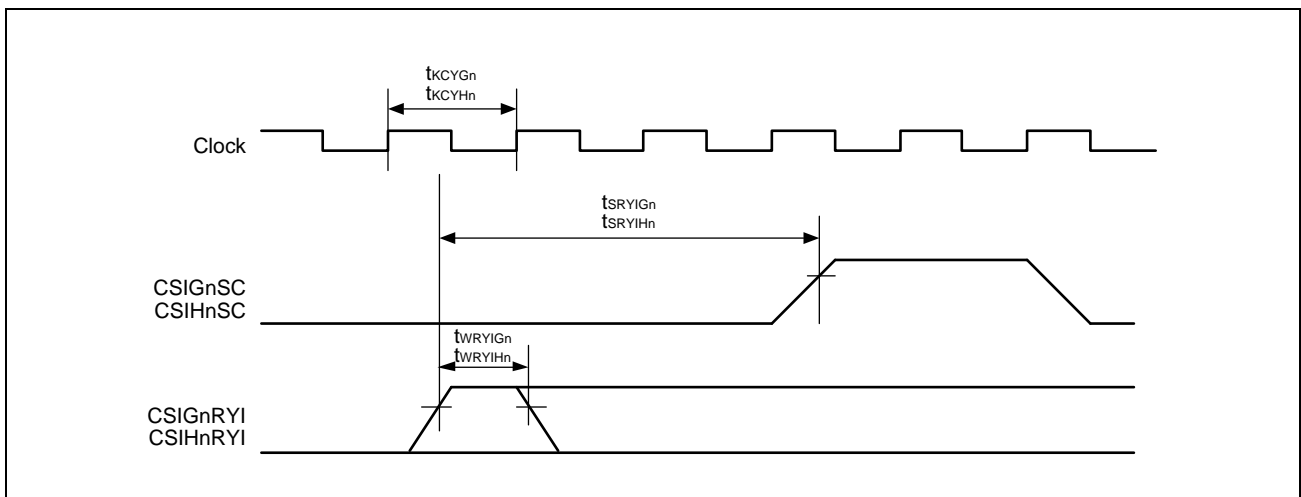 tKCYGn
tKCYHn
Clock
tSRYIGn
tSRYIHn
CSIGnSC
CSIHnSC
tWRYIGn
tWRYIHn
CSIGnRYI
CSIHnRYI